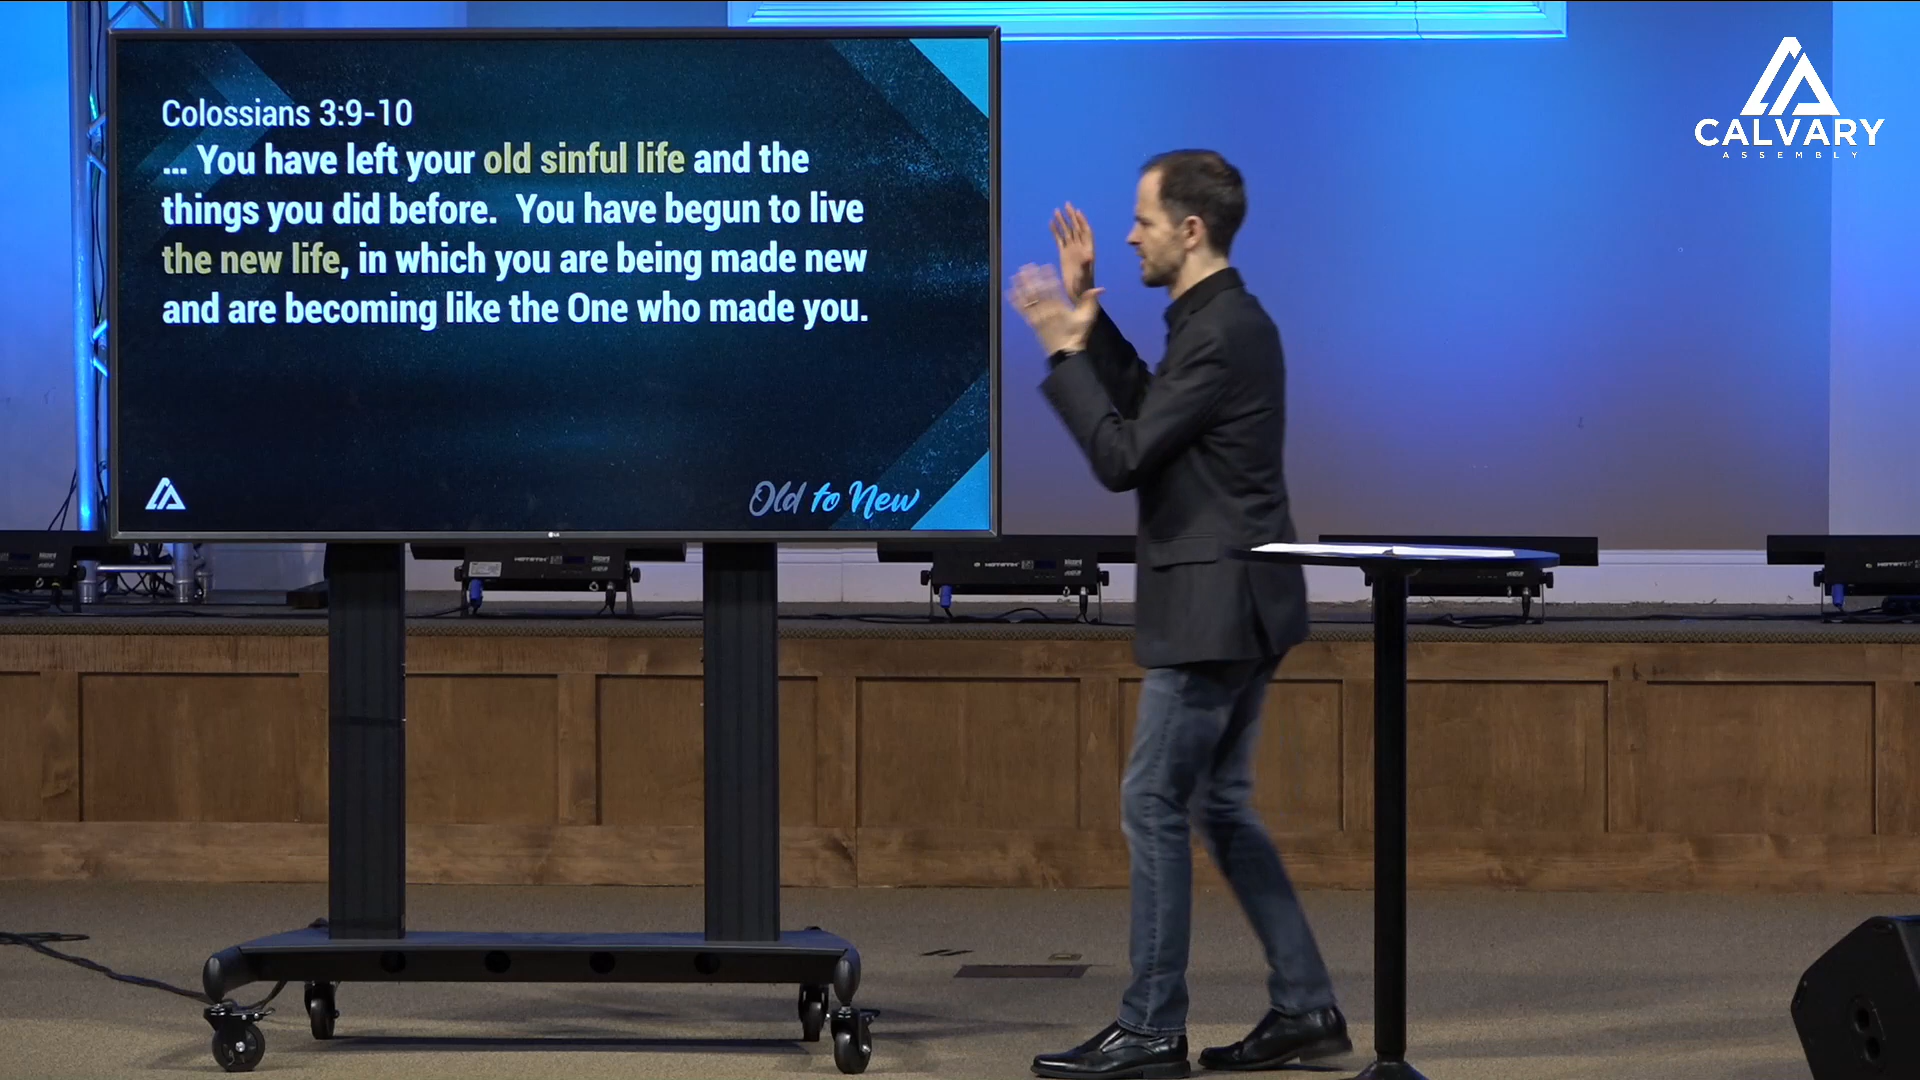 Colossians 3:9-10
... You have left your old sinful life and the
things you did before.  You have begun to live
the new life, in which you are being made new
and are becoming like the One who made you.
Old to New
CALVARY
ASSEMBLY
LG